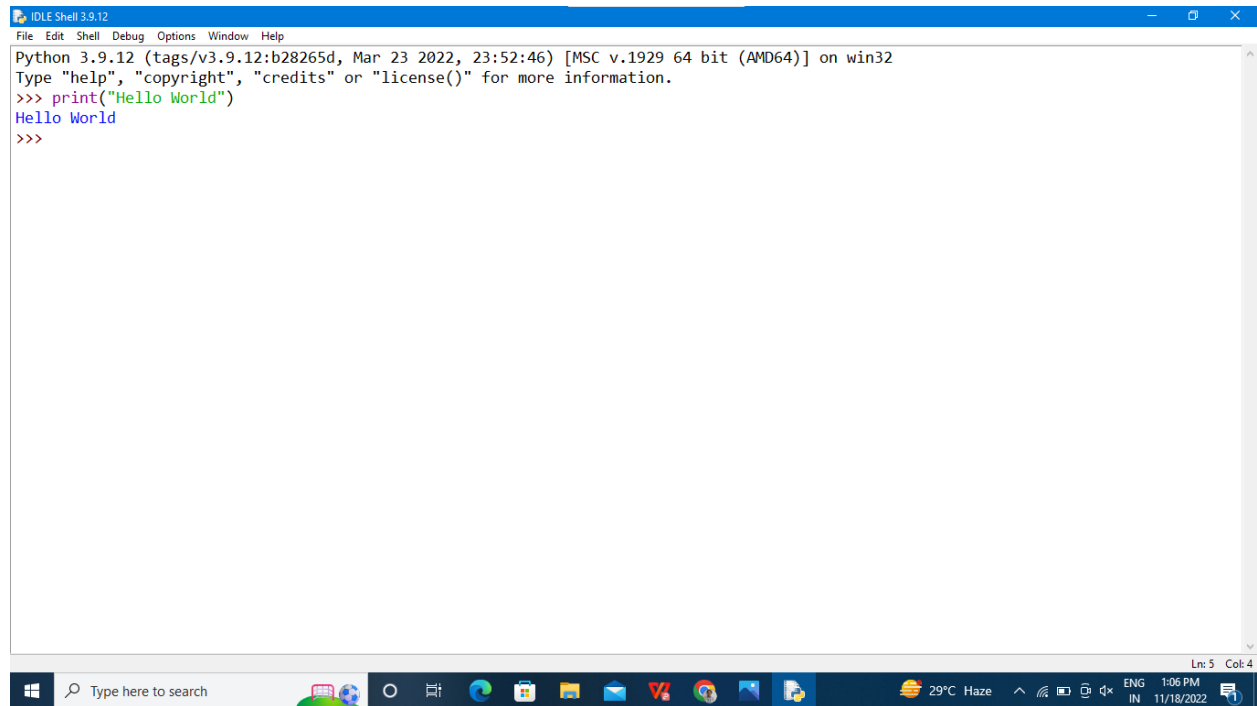 IDLE Shell 3.9.12
File Edit Shell Debug Options Window Help
Python 3.9.12 (tags/v3.9.12:b28265d, Mar 23 2022, 23:52:46) [MSC v.1929 64 bit (AMD64)] on win32
Type "help", "copyright", "credits" or "license()" for more information.
>>> print("Hello World")
Hello World
>>>
Ln: 5 Col: 4
Type here to search
29°C Haze
ENG
IN
1:06 PM
11/18/2022
1